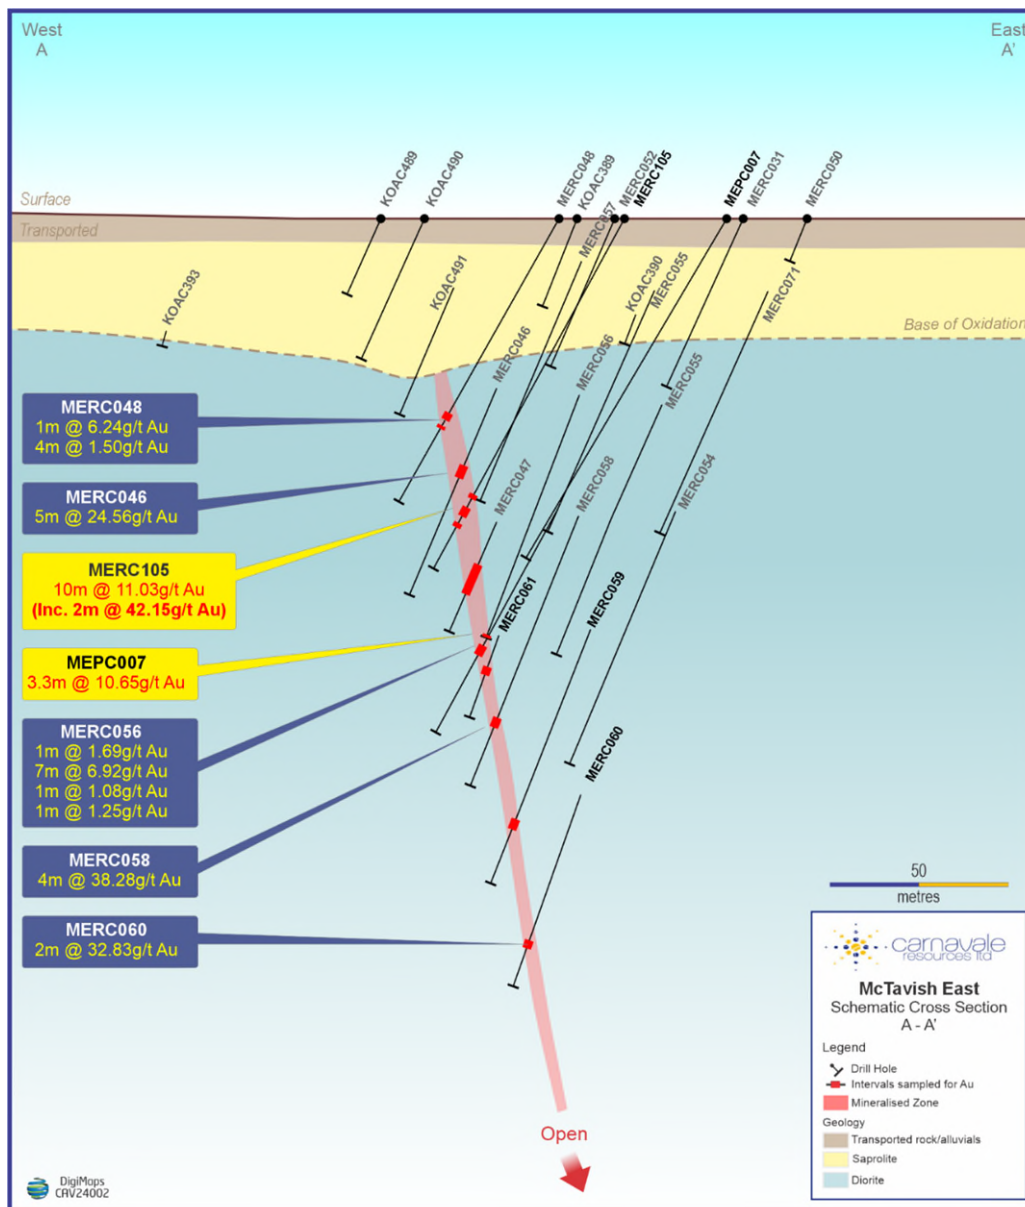 West
A
East
A'
Surface
Transported
KOAC489
KOAC490
MERC048
KOAC389
MERC057
MERC052
MERC105
MEPC007
MERC031
MERC050
KOAC393
KOAC491
MERC046
KOAC390
MERC055
MERC071
MERC056
MERC055
Base of Oxidation
MERC047
MERC058
MERC054
MERC061
MERC059
MERC060
MERC048
1m @ 6.24g/t Au
4m @ 1.50g/t Au
MERC046
5m @ 24.56g/t Au
MERC105
10m @ 11.03g/t Au
(Inc. 2m @ 42.15g/t Au)
MEPC007
3.3m @ 10.65g/t Au
MERC056
1m @ 1.69g/t Au
7m @ 6.92g/t Au
1m @ 1.08g/t Au
1m @ 1.25g/t Au
MERC058
4m @ 38.28g/t Au
MERC060
2m @ 32.83g/t Au
50
metres
carnavale
resources ltd
McTavish East
Schematic Cross Section
A - A'
Legend
Drill Hole
Intervals sampled for Au
Mineralised Zone
Geology
Transported rock/alluvials
Saprolite
Diorite
Open
DigiMaps
CAV24002